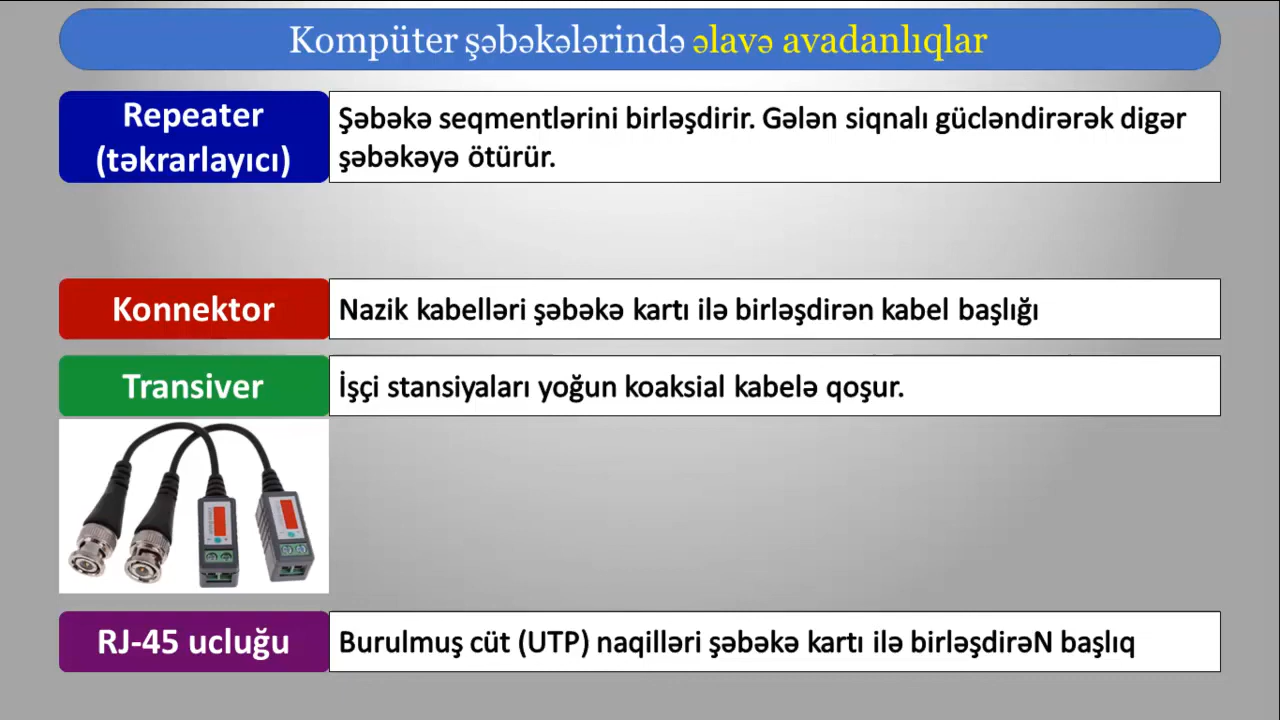 Kompüter şəbəkələrində əlavə avadanlıqlar
Repeater
(təkrarlayıcı)
Şəbəkə seqmentlərini birləşdirir. Gələn siqnalı gücləndirərək digər
şəbəkəyə ötürür.
Konnektor
Nazik kabelləri şəbəkə kartı ilə birləşdirən kabel başlığı
Transiver
İşçi stansiyaları yoğun koaksial kabelə qoşur.
RJ-45 ucluğu
Burulmuş cüt (UTP) naqilləri şəbəkə kartı ilə birləşdirəN başlıq